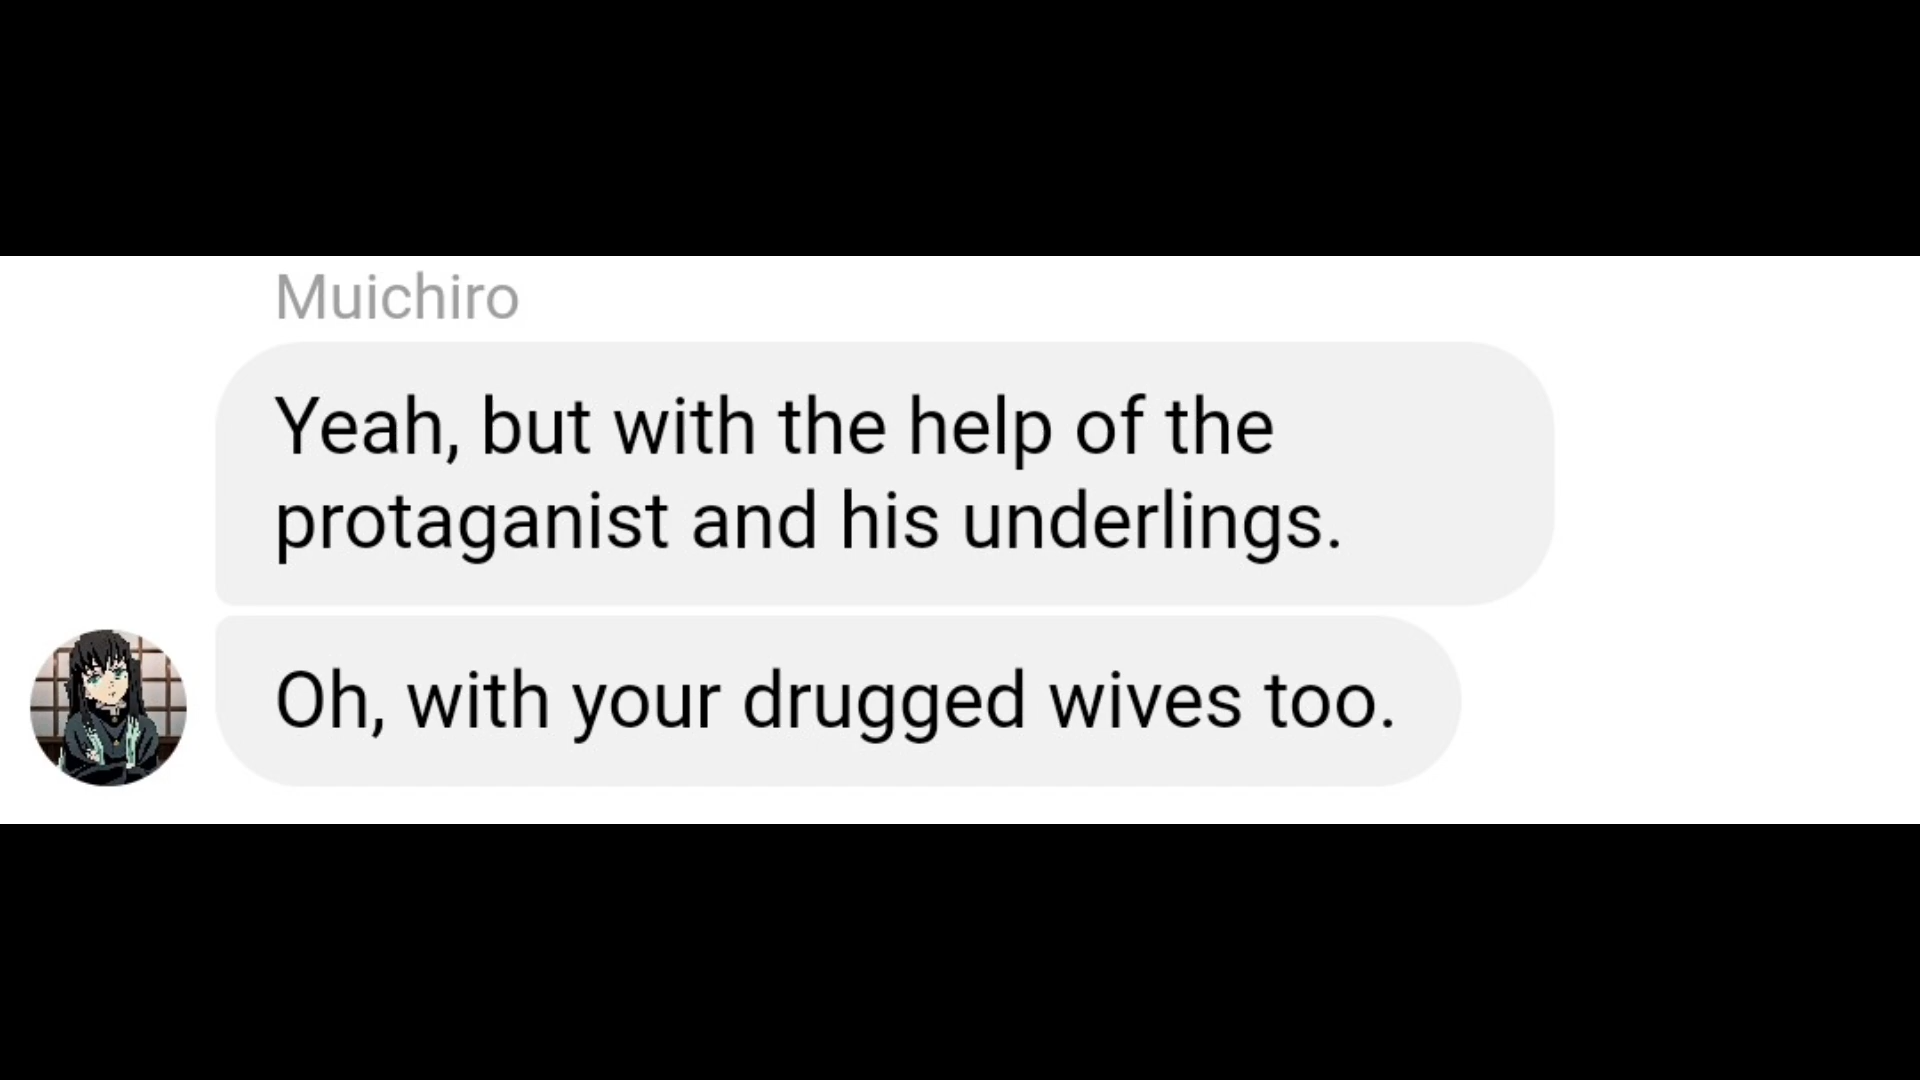 Muichiro
Yeah, but with the help of the
protaganist and his underlings.
Oh, with your drugged wives too.